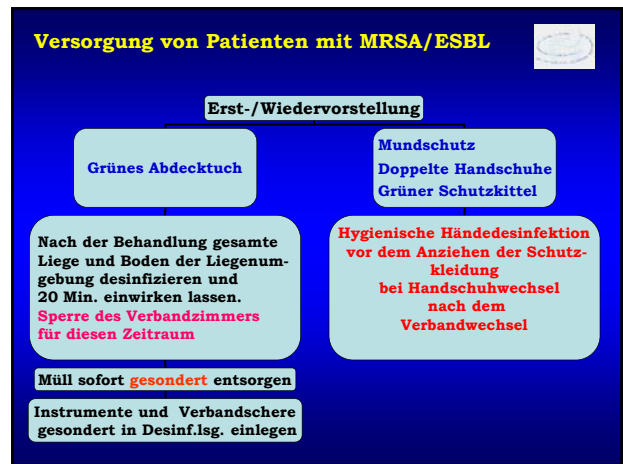 Versorgung von Patienten mit MRSA/ESBL
Erst-/Wiedervorstellung
Grünes Abdecktuch
Mundschutz
Doppelte Handschuhe
Grüner Schutzkittel
Nach der Behandlung gesamte
Liege und Boden der Liegenum-
gebung desinfizieren und
20 Min. einwirken lassen.
Sperre des Verbandzimmers
für diesen Zeitraum
Hygienische Händedesinfektion
vor dem Anziehen der Schutz-
kleidung
bei Handschuhwechsel
nach dem
Verbandwechsel
Müll sofort gesondert entsorgen
Instrumente und Verbandschere
gesondert in Desinf.lsg. einlegen